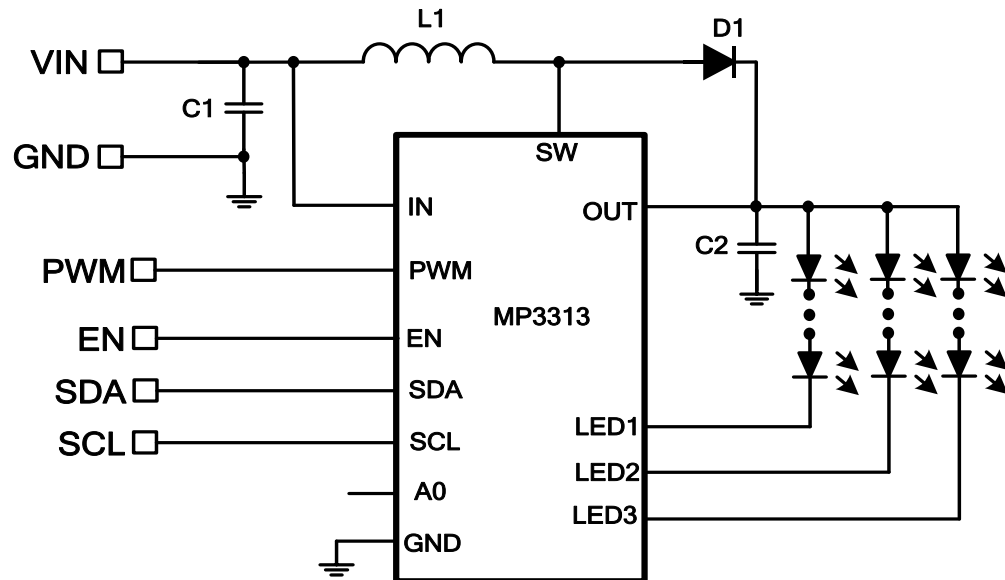 L1
D1
VIN
C1
SW
GND
IN
OUT
C2
PWM
PWM
MP3313
EN
EN
SDA
SDA
LED1
SCL
SCL
LED2
A0
LED3
GND